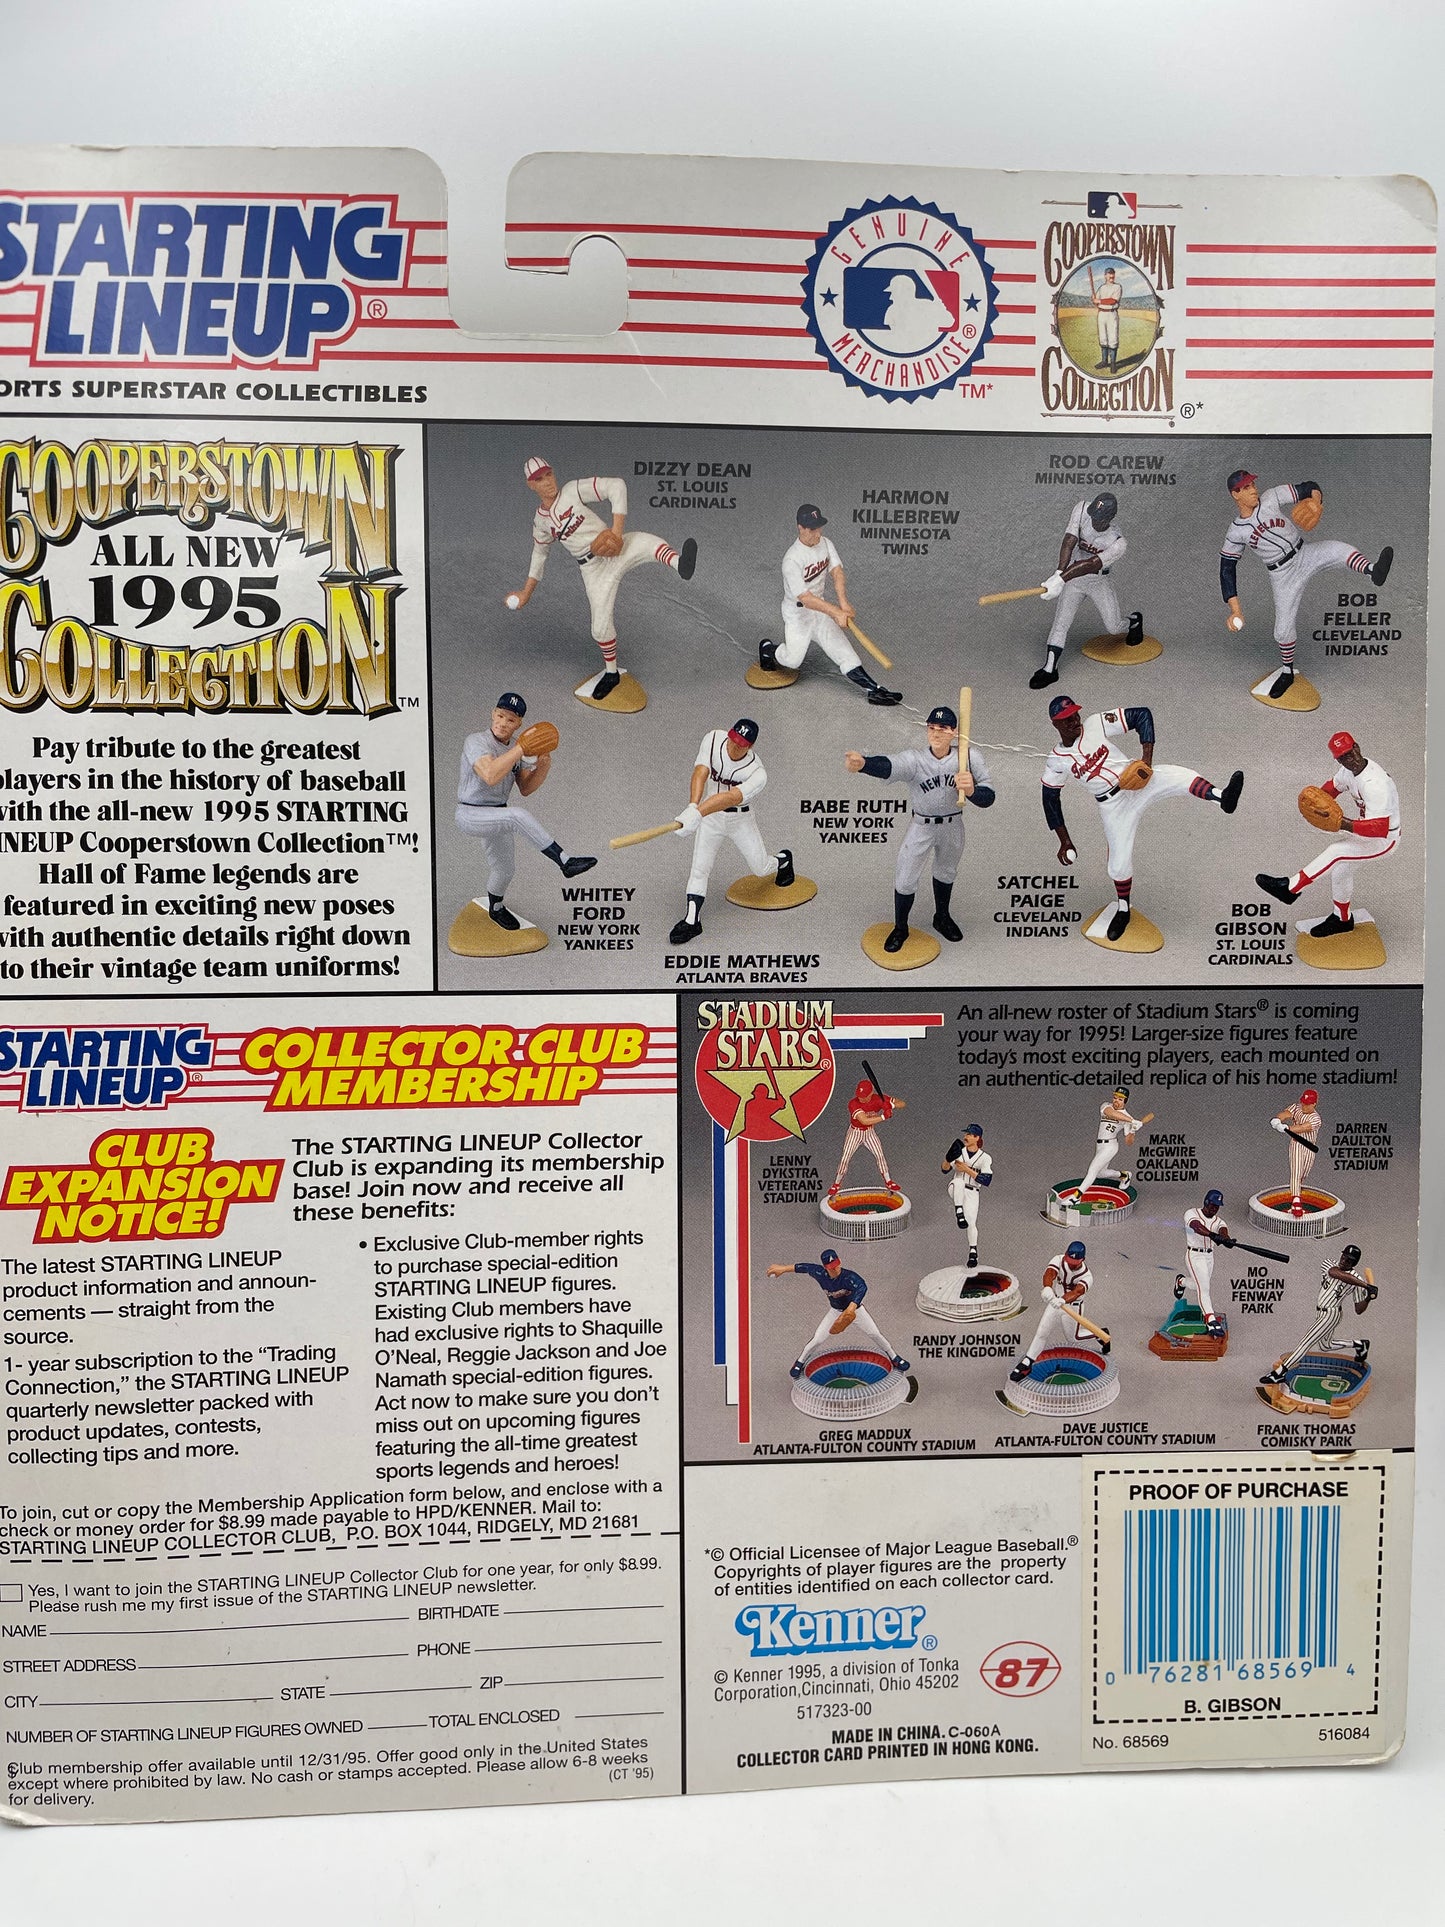 STARTING
LINEUP®
ORTS SUPERSTAR COLLECTIBLES
GENUINE
MERCHANDISE®
TM*
COOPERSTOWN
COLLECTION
®*
COOPERSTOWN
ALL NEW
1995
COLLECTION
TM
Pay tribute to the greatest
players in the history of baseball
with the all-new 1995 STARTING
INEUP Cooperstown Collection™!
Hall of Fame legends are
featured in exciting new poses
with authentic details right down
to their vintage team uniforms!
DIZZY DEAN
ST. LOUIS
CARDINALS
HARMON
KILLEBREW
MINNESOTA
TWINS
ROD CAREW
MINNESOTA TWINS
BOB
FELLER
CLEVELAND
INDIANS
WHITEY
FORD
NEW YORK
YANKEES
EDDIE MATHEWS
ATLANTA BRAVES
BABE RUTH
NEW YORK
YANKEES
SATCHEL
PAIGE
CLEVELAND
INDIANS
BOB
GIBSON
ST. LOUIS
CARDINALS
STARTING
LINEUP®
COLLECTOR CLUB
MEMBERSHIP
CLUB
EXPANSION
NOTICE!
The STARTING LINEUP Collector
Club is expanding its membership
base! Join now and receive all
these benefits:
The latest STARTING LINEUP
product information and announ-
cements — straight from the
source.
1- year subscription to the “Trading
Connection,” the STARTING LINEUP
quarterly newsletter packed with
product updates, contests,
collecting tips and more.
• Exclusive Club-member rights
to purchase special-edition
STARTING LINEUP figures.
Existing Club members have
had exclusive rights to Shaquille
O’Neal, Reggie Jackson and Joe
Namath special-edition figures.
Act now to make sure you don’t
miss out on upcoming figures
featuring the all-time greatest
sports legends and heroes!
To join, cut or copy the Membership Application form below, and enclose with a
check or money order for $8.99 made payable to HPD/KENNER. Mail to:
STARTING LINEUP COLLECTOR CLUB, P.O. BOX 1044, RIDGELY, MD 21681
Yes, I want to join the STARTING LINEUP Collector Club for one year, for only $8.99.
Please rush me my first issue of the STARTING LINEUP newsletter.
NAME BIRTHDATE
STREET ADDRESS PHONE
CITY STATE ZIP
NUMBER OF STARTING LINEUP FIGURES OWNED TOTAL ENCLOSED
Club membership offer available until 12/31/95. Offer good only in the United States
except where prohibited by law. No cash or stamps accepted. Please allow 6-8 weeks
for delivery.
(CT ’95)
STADIUM
STARS®
An all-new roster of Stadium Stars® is coming
your way for 1995! Larger-size figures feature
today’s most exciting players, each mounted on
an authentic-detailed replica of his home stadium!
LENNY
DYKSTRA
VETERANS
STADIUM
MARK
McGWIRE
OAKLAND
COLISEUM
DARREN
DAULTON
VETERANS
STADIUM
RANDY JOHNSON
THE KINGDOME
MO
VAUGHN
FENWAY
PARK
GREG MADDUX
ATLANTA-FULTON COUNTY STADIUM
DAVE JUSTICE
ATLANTA-FULTON COUNTY STADIUM
FRANK THOMAS
COMISKY PARK
*© Official Licensee of Major League Baseball.®
Copyrights of player figures are the property
of entities identified on each collector card.
Kenner®
© Kenner 1995, a division of Tonka
Corporation,Cincinnati, Ohio 45202
517323-00
87
MADE IN CHINA. C-060A
COLLECTOR CARD PRINTED IN HONG KONG.
PROOF OF PURCHASE
0 76281 68569 4
B. GIBSON
No. 68569
516084